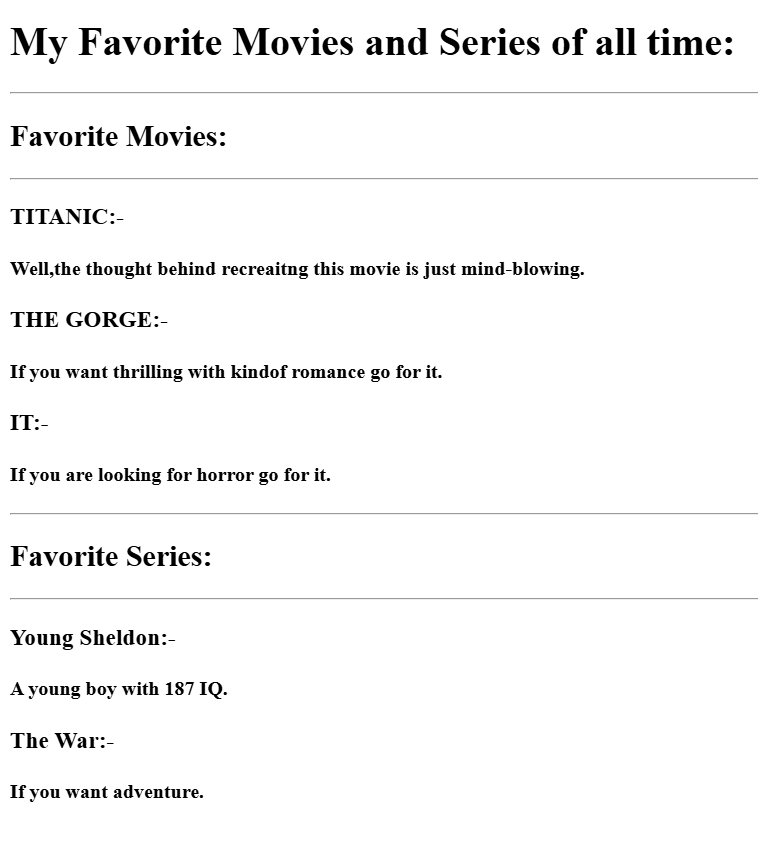 My Favorite Movies and Series of all time:
Favorite Movies:
TITANIC:-
Well,the thought behind recreaitng this movie is just mind-blowing.
THE GORGE:-
If you want thrilling with kindof romance go for it.
IT:-
If you are looking for horror go for it.
Favorite Series:
Young Sheldon:-
A young boy with 187 IQ.
The War:-
If you want adventure.